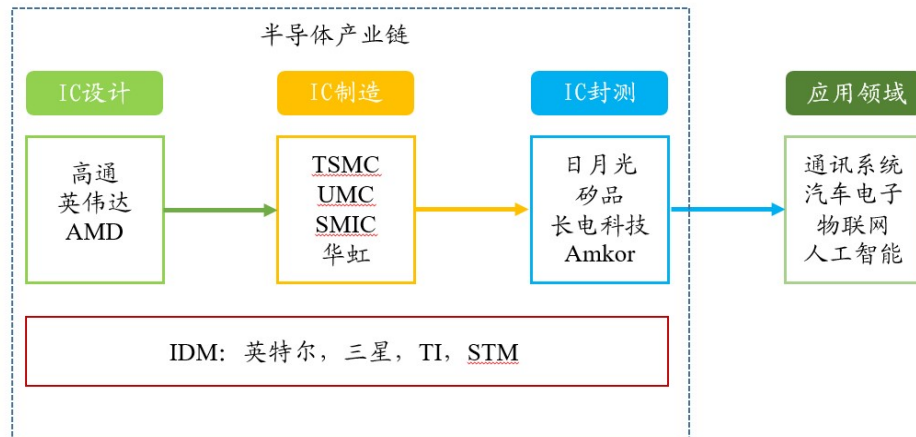 半导体产业链
IC设计
IC制造
IC封测
应用领域
高通
英伟达
AMD
TSMC
UMC
SMIC
华虹
日月光
矽品
长电科技
Amkor
通讯系统
汽车电子
物联网
人工智能
IDM: 英特尔，三星，TI，STM